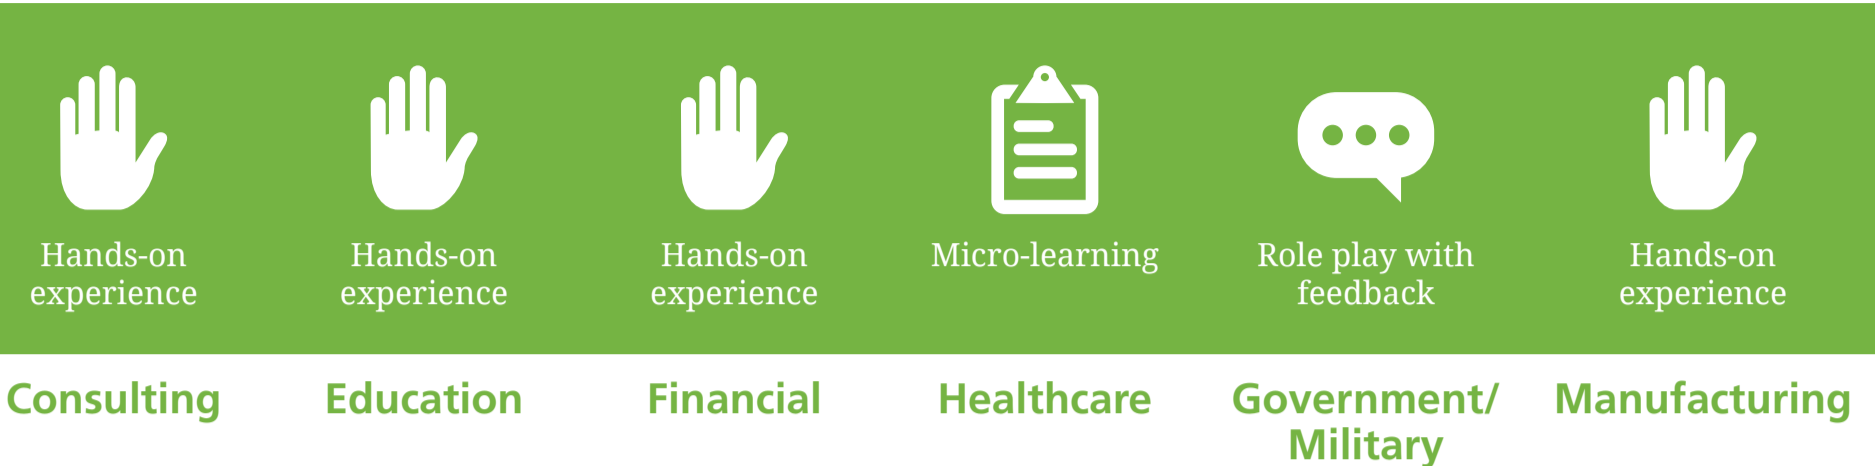 Hands-on
experience
Hands-on
experience
Hands-on
experience
Micro-learning
Role play with
feedback
Hands-on
experience
Consulting
Education
Financial
Healthcare
Government/
Military
Manufacturing